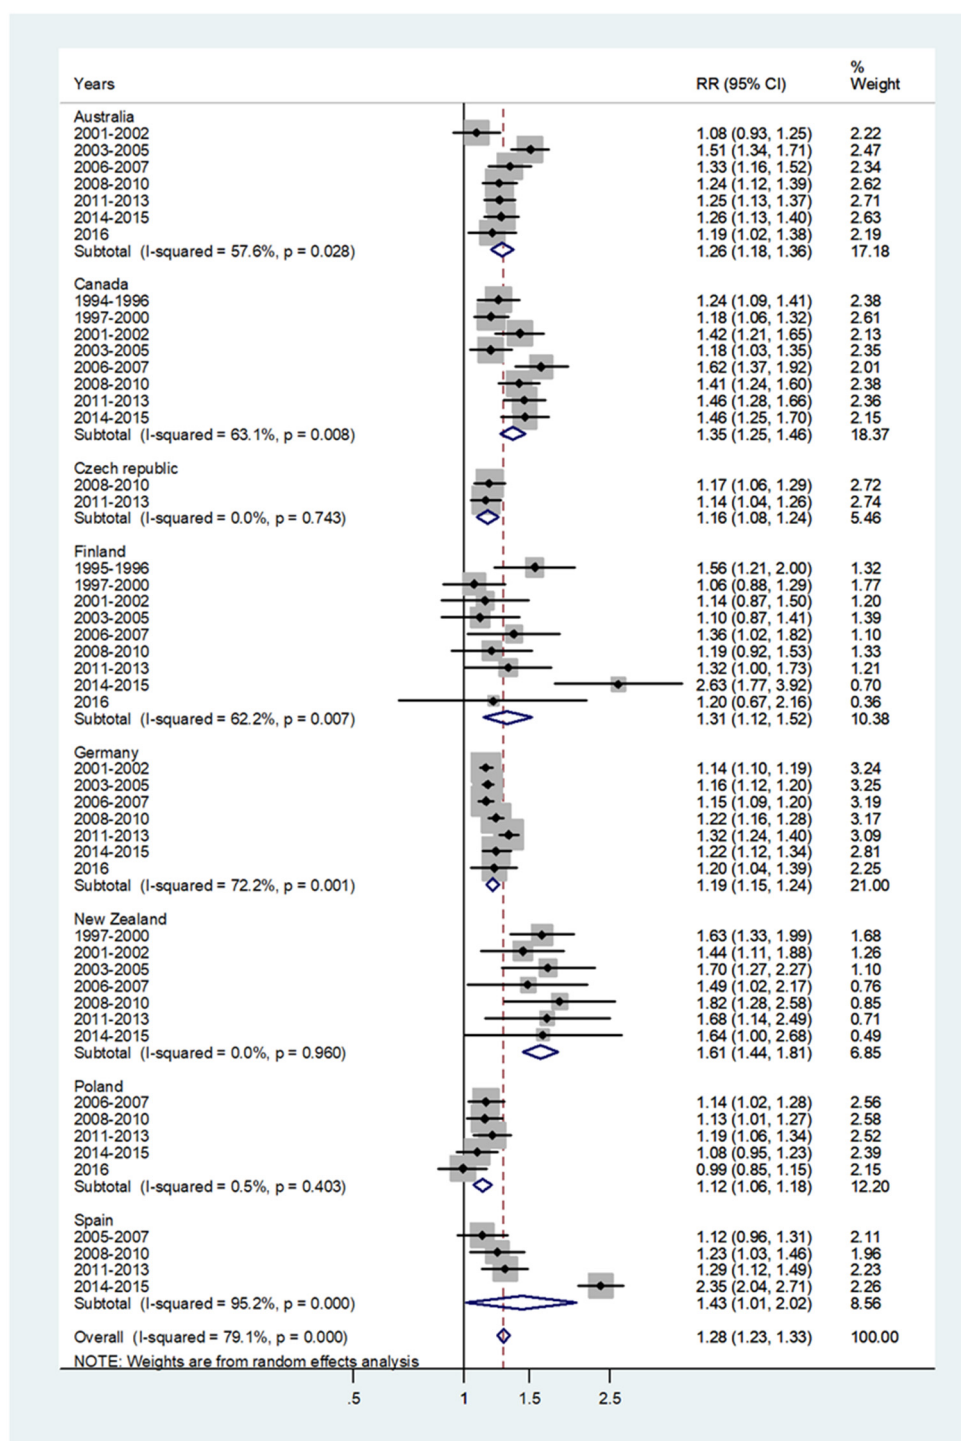 Years RR (95% CI) % Weight
Australia
2001-2002 1.08 (0.93, 1.25) 2.22
2003-2005 1.51 (1.34, 1.71) 2.47
2006-2007 1.33 (1.16, 1.52) 2.34
2008-2010 1.24 (1.12, 1.39) 2.62
2011-2013 1.25 (1.13, 1.37) 2.71
2014-2015 1.26 (1.13, 1.40) 2.63
2016 1.19 (1.02, 1.38) 2.19
Subtotal (I-squared = 57.6%, p = 0.028) 1.26 (1.18, 1.36) 17.18
Canada
1994-1996 1.24 (1.09, 1.41) 2.38
1997-2000 1.18 (1.06, 1.32) 2.61
2001-2002 1.42 (1.21, 1.65) 2.13
2003-2005 1.18 (1.03, 1.35) 2.35
2006-2007 1.62 (1.37, 1.92) 2.01
2008-2010 1.41 (1.24, 1.60) 2.38
2011-2013 1.46 (1.28, 1.66) 2.36
2014-2015 1.46 (1.25, 1.70) 2.15
Subtotal (I-squared = 63.1%, p = 0.008) 1.35 (1.25, 1.46) 18.37
Czech republic
2008-2010 1.17 (1.06, 1.29) 2.72
2011-2013 1.14 (1.04, 1.26) 2.74
Subtotal (I-squared = 0.0%, p = 0.743) 1.16 (1.08, 1.24) 5.46
Finland
1995-1996 1.56 (1.21, 2.00) 1.32
1997-2000 1.06 (0.88, 1.29) 1.77
2001-2002 1.14 (0.87, 1.50) 1.20
2003-2005 1.10 (0.87, 1.41) 1.39
2006-2007 1.36 (1.02, 1.82) 1.10
2008-2010 1.19 (0.92, 1.53) 1.33
2011-2013 1.32 (1.00, 1.73) 1.21
2014-2015 2.63 (1.77, 3.92) 0.70
2016 1.20 (0.67, 2.16) 0.36
Subtotal (I-squared = 62.2%, p = 0.007) 1.31 (1.12, 1.52) 10.38
Germany
2001-2002 1.14 (1.10, 1.19) 3.24
2003-2005 1.16 (1.12, 1.20) 3.25
2006-2007 1.15 (1.09, 1.20) 3.19
2008-2010 1.22 (1.16, 1.28) 3.17
2011-2013 1.32 (1.24, 1.40) 3.09
2014-2015 1.22 (1.12, 1.34) 2.81
2016 1.20 (1.04, 1.39) 2.25
Subtotal (I-squared = 72.2%, p = 0.001) 1.19 (1.15, 1.24) 21.00
New Zealand
1997-2000 1.63 (1.33, 1.99) 1.68
2001-2002 1.44 (1.11, 1.88) 1.26
2003-2005 1.70 (1.27, 2.27) 1.10
2006-2007 1.49 (1.02, 2.17) 0.76
2008-2010 1.82 (1.28, 2.58) 0.85
2011-2013 1.68 (1.14, 2.49) 0.71
2014-2015 1.64 (1.00, 2.68) 0.49
Subtotal (I-squared = 0.0%, p = 0.960) 1.61 (1.44, 1.81) 6.85
Poland
2006-2007 1.14 (1.02, 1.28) 2.56
2008-2010 1.13 (1.01, 1.27) 2.58
2011-2013 1.19 (1.06, 1.34) 2.52
2014-2015 1.08 (0.95, 1.23) 2.39
2016 0.99 (0.85, 1.15) 2.15
Subtotal (I-squared = 0.5%, p = 0.403) 1.12 (1.06, 1.18) 12.20
Spain
2005-2007 1.12 (0.96, 1.31) 2.11
2008-2010 1.23 (1.03, 1.46) 1.96
2011-2013 1.29 (1.12, 1.49) 2.23
2014-2015 2.35 (2.04, 2.71) 2.26
Subtotal (I-squared = 95.2%, p = 0.000) 1.43 (1.01, 2.02) 8.56
Overall (I-squared = 79.1%, p = 0.000) 1.28 (1.23, 1.33) 100.00
NOTE: Weights are from random effects analysis
.5 1 1.5 2.5